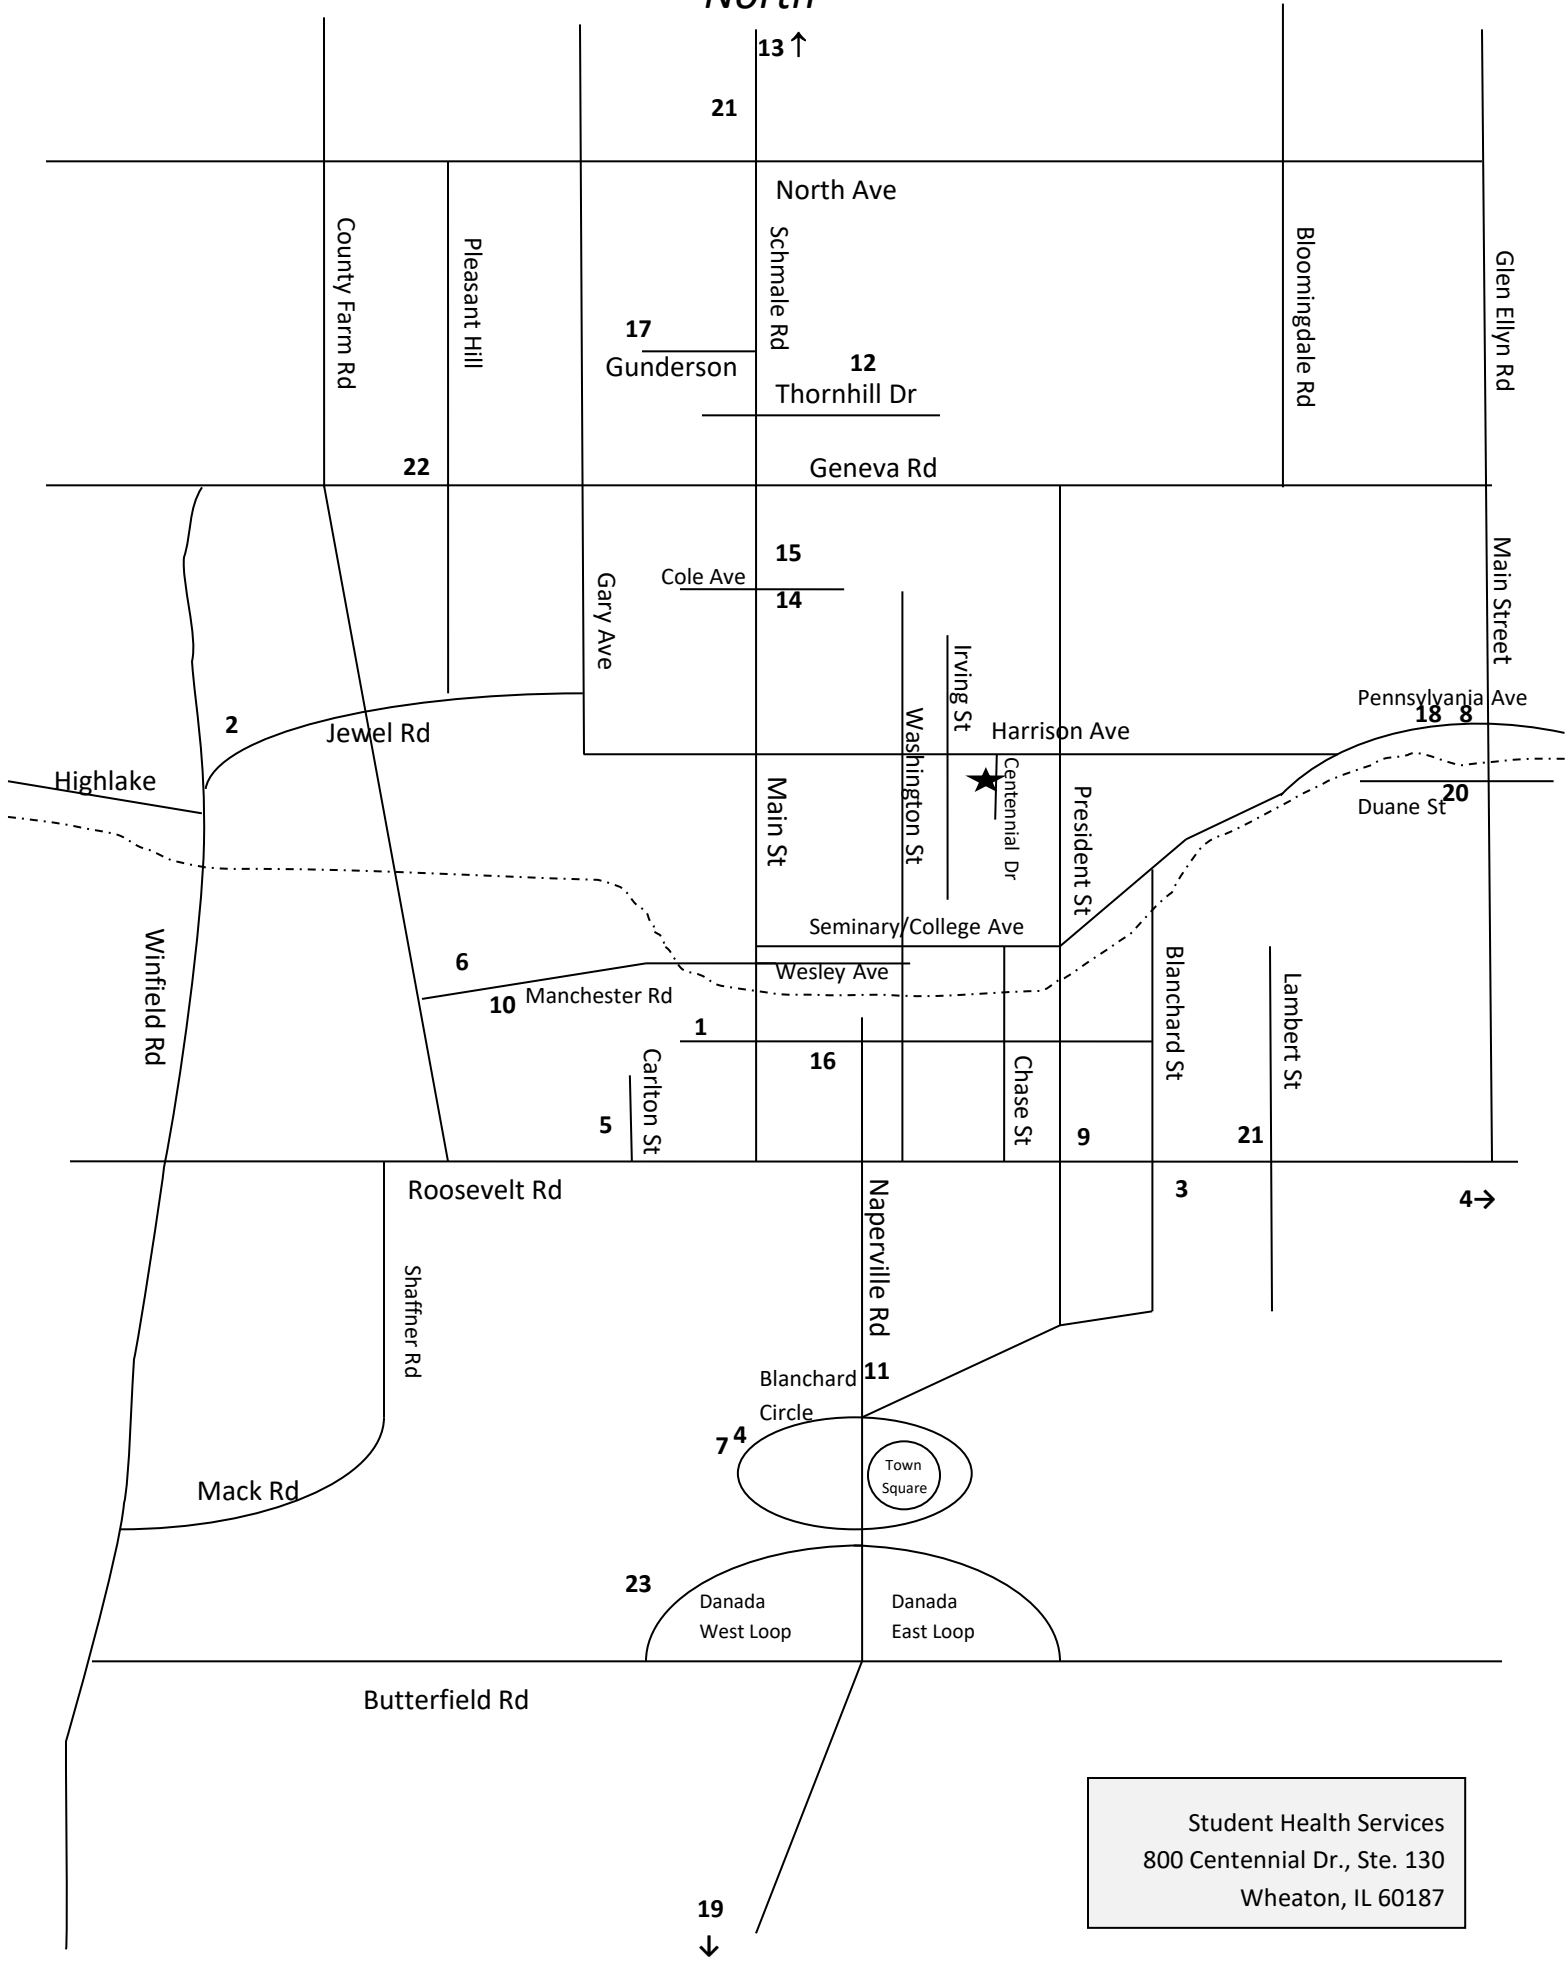 North
13 ↑
21
North Ave
County Farm Rd
Pleasant Hill
Schmale Rd
Bloomingdale Rd
Glen Ellyn Rd
17
Gunderson
12
Thornhill Dr
22
Geneva Rd
15
Cole Ave
14
Gary Ave
Main Street
Irving St
Pennsylvania Ave
18 8
2
Jewel Rd
Washington St
Harrison Ave
Highlake
Main St
Centennial Dr
President St
20
Duane St
Seminary/College Ave
Winfield Rd
6
Wesley Ave
Blanchard St
Lambert St
10 Manchester Rd
1
16
Carlton St
Chase St
5
9
21
Roosevelt Rd
3
4→
Naperville Rd
Shaffner Rd
11
Blanchard
Circle
7 4
Town
Square
Mack Rd
23
Danada
West Loop
Danada
East Loop
Butterfield Rd
Student Health Services
800 Centennial Dr., Ste. 130
Wheaton, IL 60187
19
↓